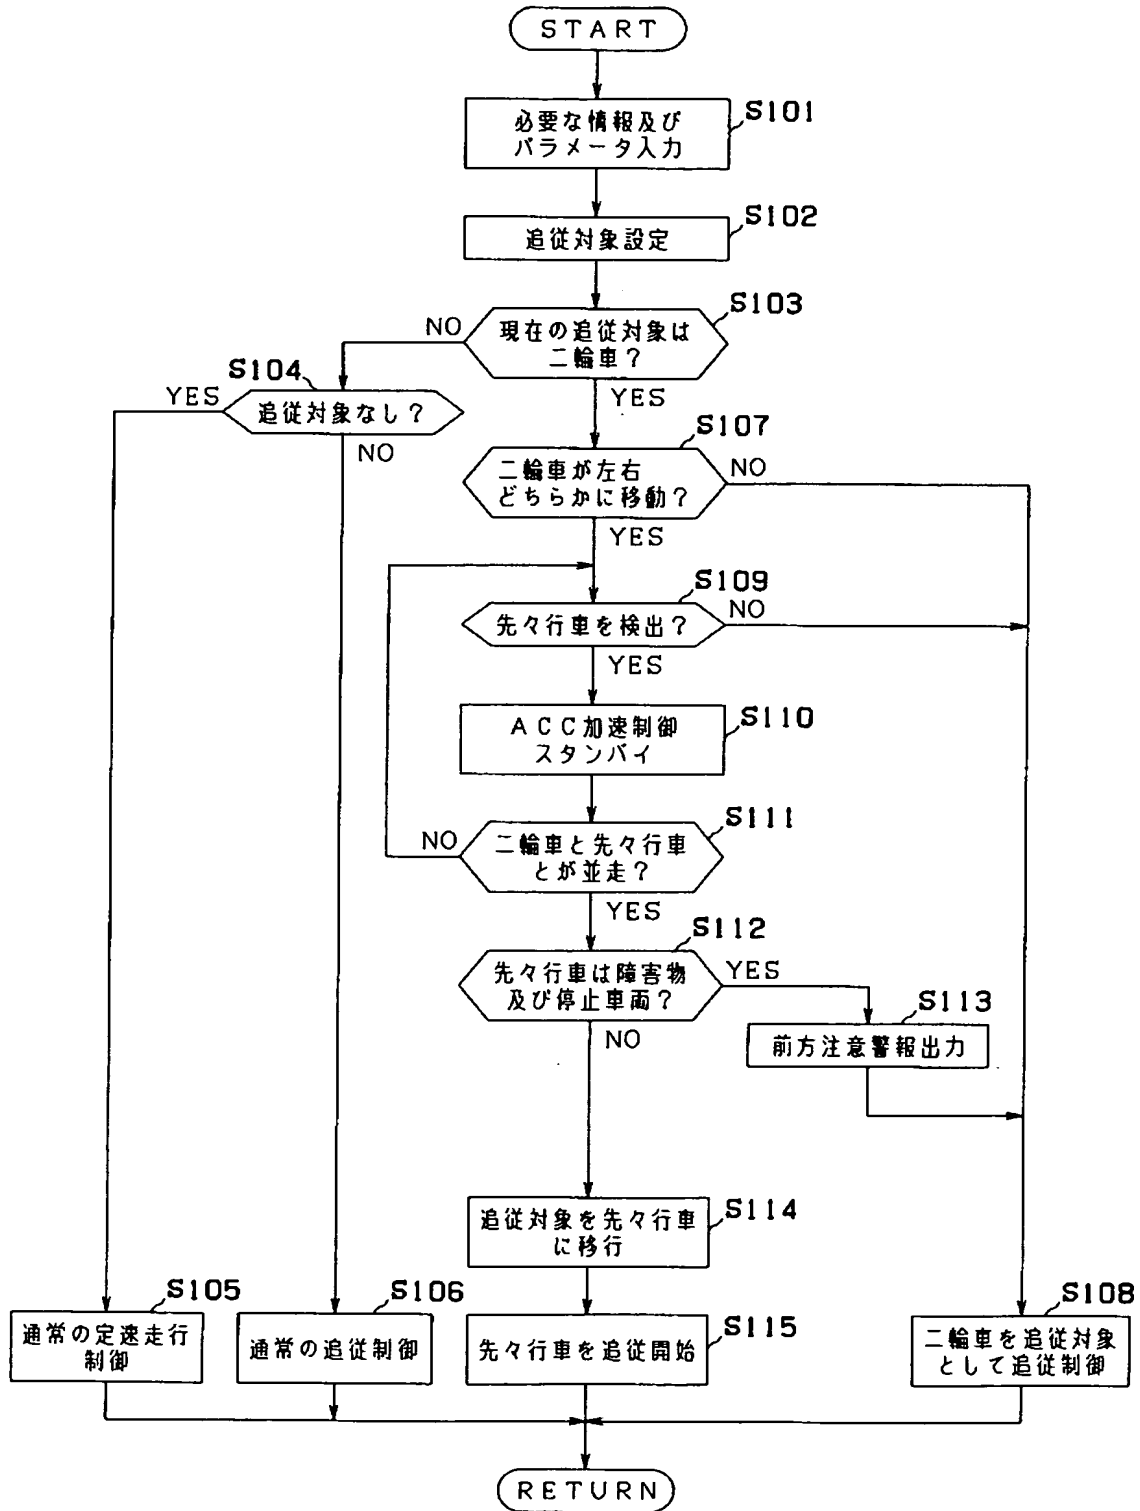 START
S101
必要な情報及び
パラメータ入力
S102
追従対象設定
S103
現在の追従対象は
二輪車？
NO
YES
S104
追従対象なし？
YES
NO
S107
二輪車が左右
どちらかに移動？
NO
YES
S109
先々行車を検出？
NO
YES
S110
ACC加速制御
スタンバイ
S111
二輪車と先々行車
とが並走？
NO
YES
S112
先々行車は障害物
及び停止車両？
YES
NO
S113
前方注意警報出力
S114
追従対象を先々行車
に移行
S105
通常の定速走行
制御
S106
通常の追従制御
S115
先々行車を追従開始
S108
二輪車を追従対象
として追従制御
RETURN